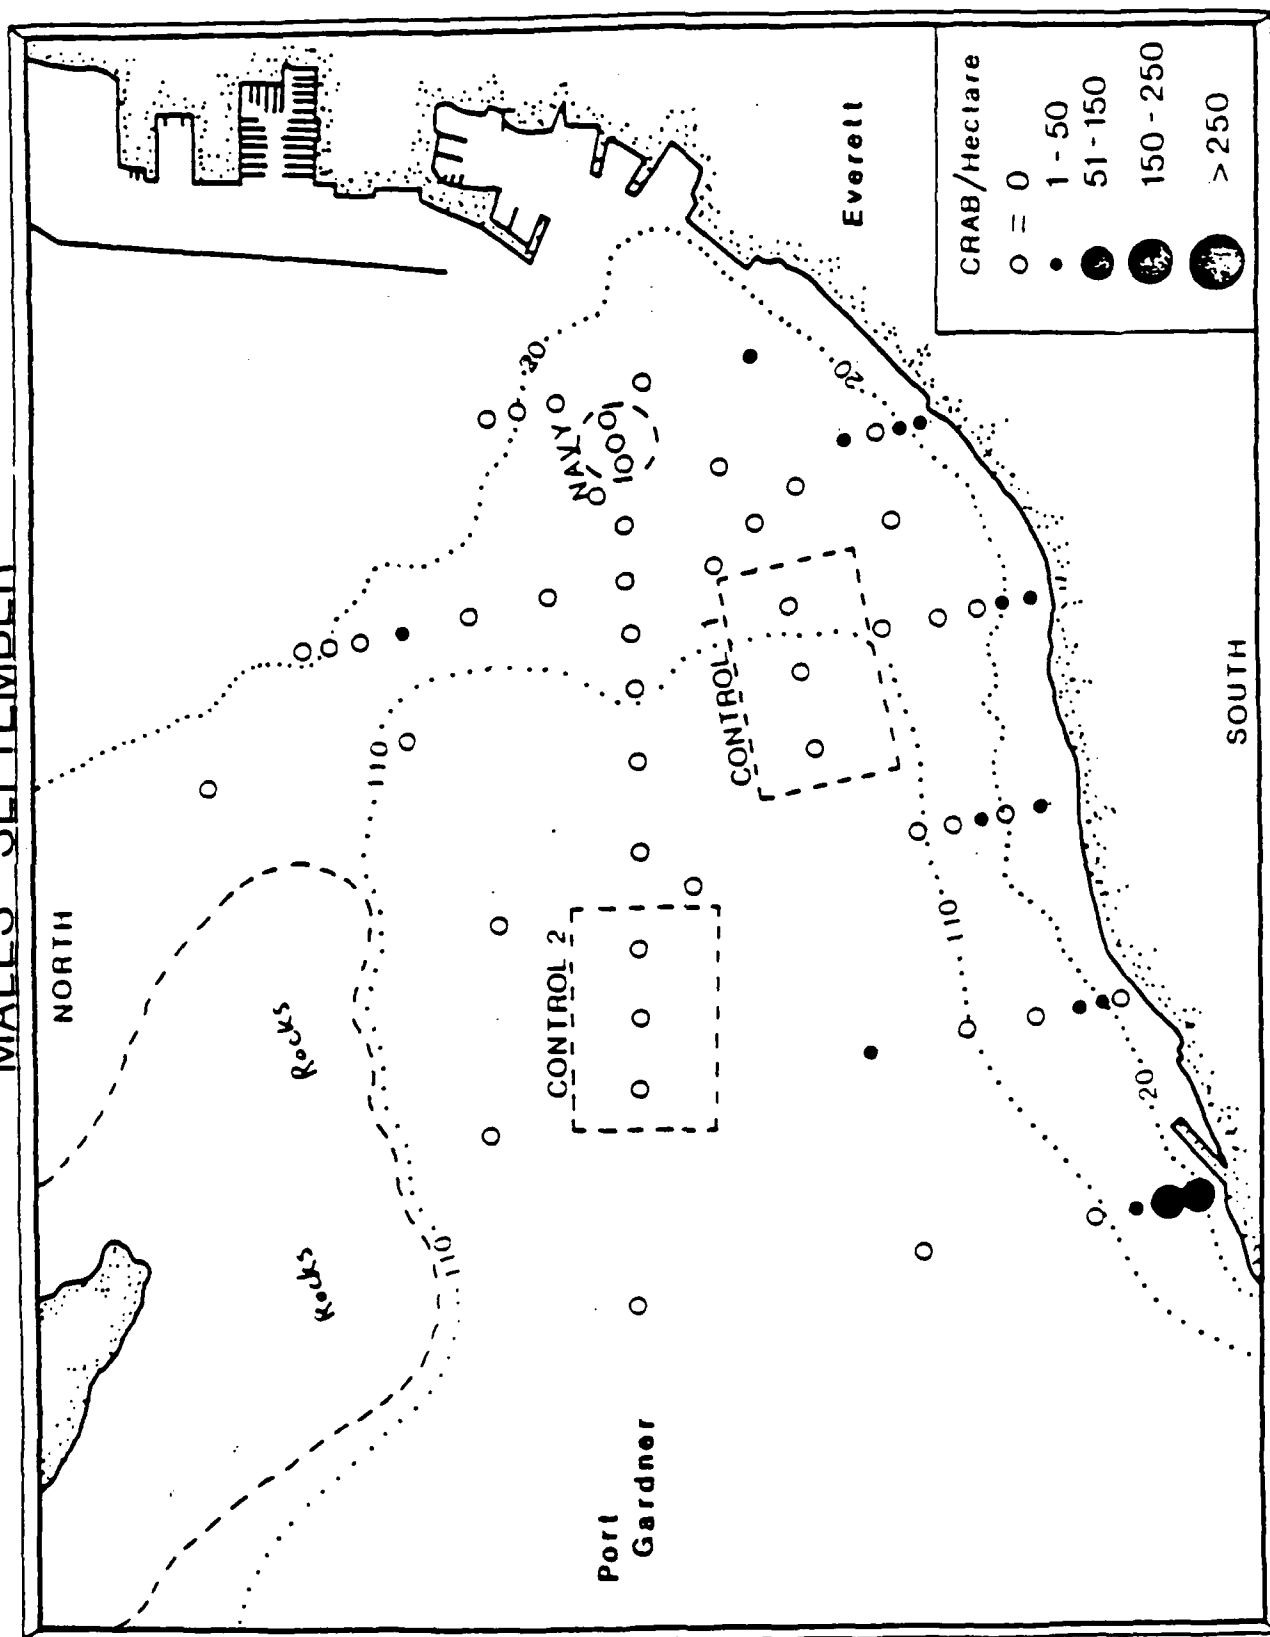 MALES SEPTEMBER
NORTH
Rocks
Rocks
110
110
110
20
20
20
NAVY
100
CONTROL 1
CONTROL 2
Port
Gardner
Everett
SOUTH
CRAB/Hectare
O = 0
1 - 50
51-150
150-250
>250